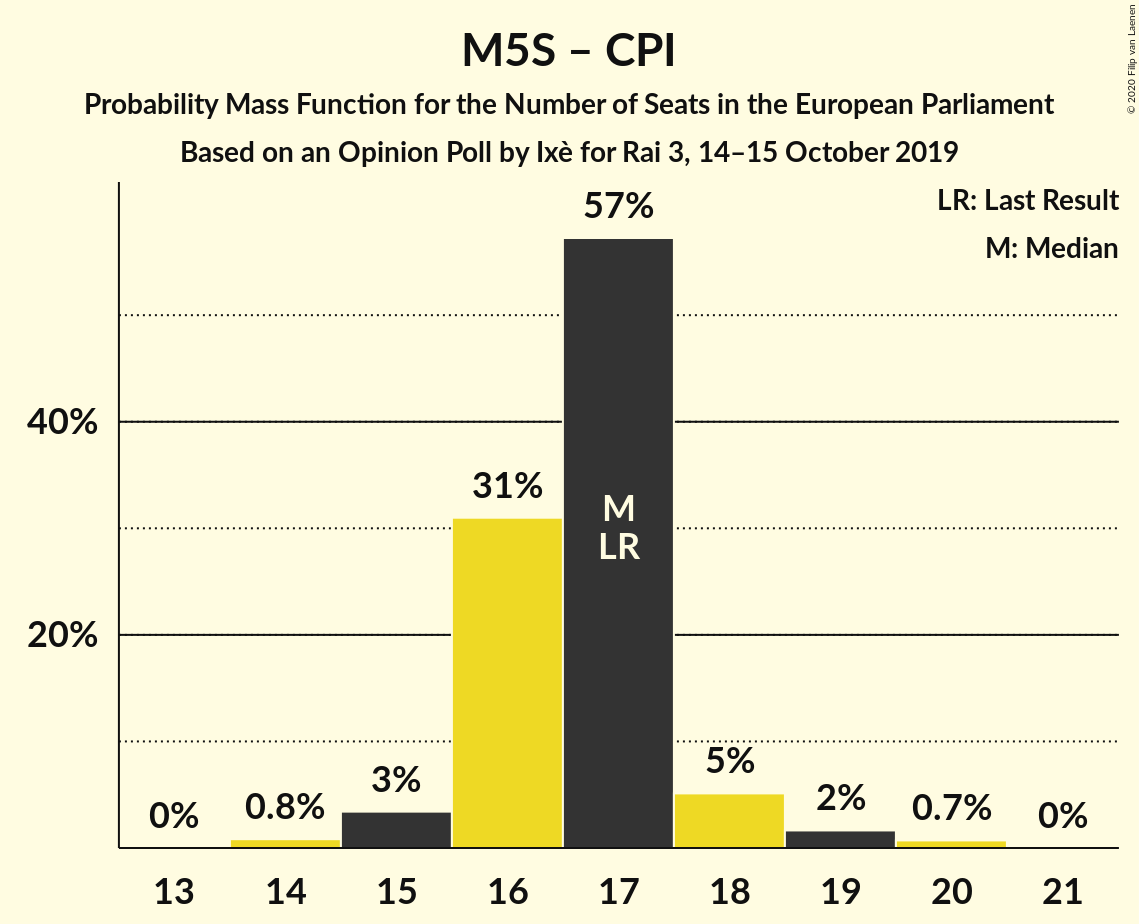 M5S – CPI
Probability Mass Function for the Number of Seats in the European Parliament
Based on an Opinion Poll by Ixè for Rai 3, 14–15 October 2019
© 2020 Filip van Laenen
LR: Last Result
M: Median
57%
40%
31%
M
LR
20%
5%
3%
2%
0.8%
0.7%
0%
0%
13 14 15 16 17 18 19 20 21